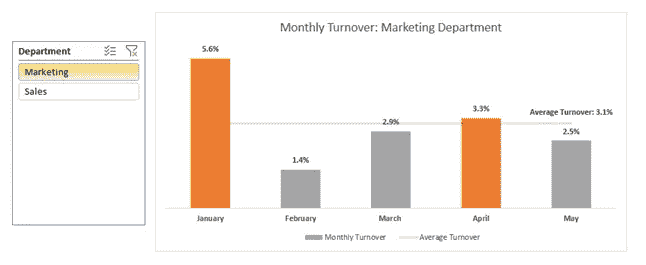 Monthly Turnover: Marketing Department
Department
Marketing
Sales
5.6%
1.4%
2.9%
3.3%
Average Turnover: 3.1%
2.5%
January
February
March
April
May
Monthly Turnover
Average Turnover